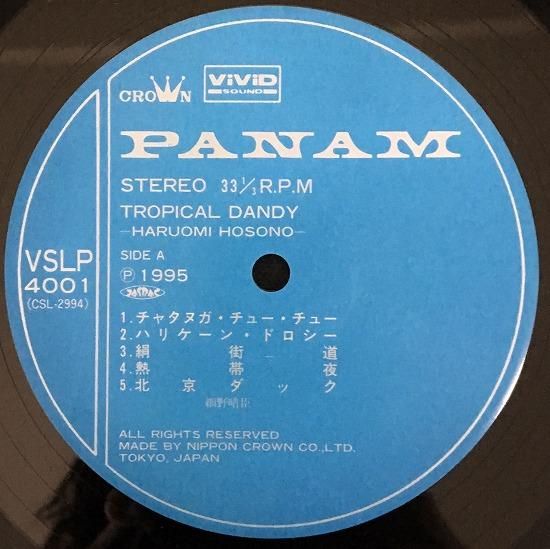 CROWN
ViViD
SOUND
PANAM
STEREO 33 1/3 R.P.M
TROPICAL DANDY
—HARUOMI HOSONO—
VSLP
4001
(CSL-2994)
SIDE A
Ⓟ 1995
JASRAC
1.チャタヌガ・チュー・チュー
2.ハリケーン・ドロシー
3.絹街道
4.熱帯夜
5.北京ダック
細野晴臣
ALL RIGHTS RESERVED
MADE BY NIPPON CROWN CO.,LTD.
TOKYO, JAPAN